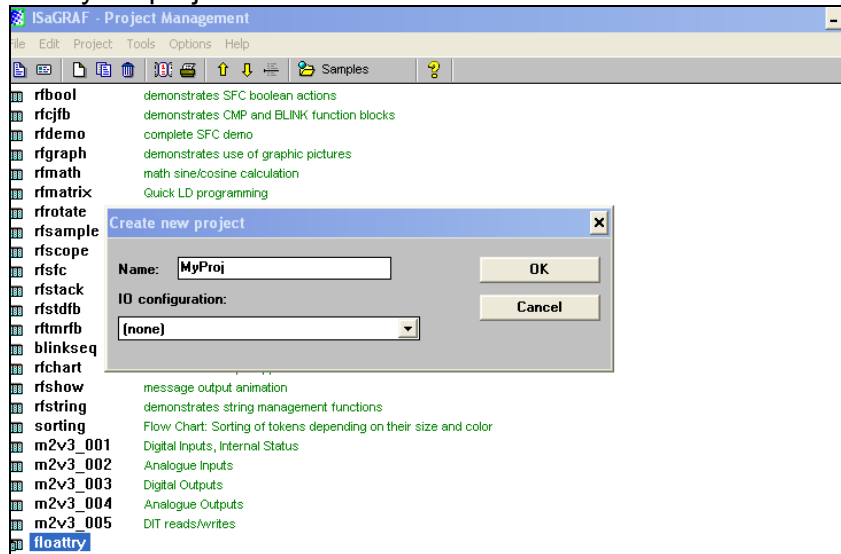 ISaGRAF - Project Management
File Edit Project Tools Options Help
Samples
rfbool demonstrates SFC boolean actions
rfcjfb demonstrates CMP and BLINK function blocks
rfdemo complete SFC demo
rfgraph demonstrates use of graphic pictures
rfmath math sine/cosine calculation
rfmatrix Quick LD programming
rfrotate
rfsample
rfscope
rfsfc
rfstack
rfstdfb
rftmrfb
blinkseq
rfchart
rfshow message output animation
rfstring demonstrates string management functions
sorting Flow Chart: Sorting of tokens depending on their size and color
m2v3_001 Digital Inputs, Internal Status
m2v3_002 Analogue Inputs
m2v3_003 Digital Outputs
m2v3_004 Analogue Outputs
m2v3_005 DIT reads/writes
floattry
Create new project
Name: MyProj
OK
IO configuration:
Cancel
(none)